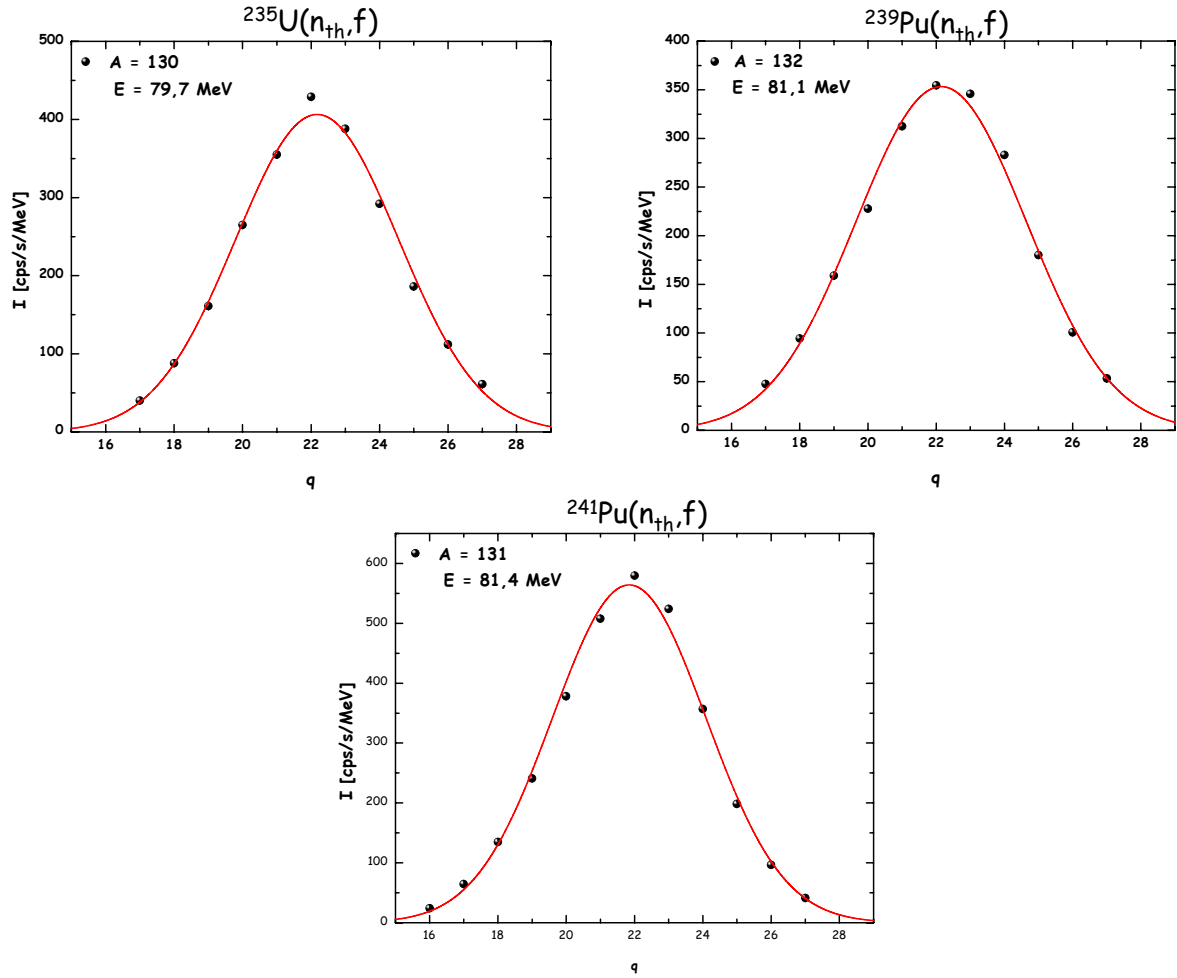 ²³⁵U(nₜₕ,f)
500
400
300
200
100
0
A = 130
E = 79,7 MeV
I [cps/s/MeV]
16 18 20 22 24 26 28
q
²³⁹Pu(nₜₕ,f)
400
350
300
250
200
150
100
50
0
A = 132
E = 81,1 MeV
I [cps/s/MeV]
16 18 20 22 24 26 28
q
²⁴¹Pu(nₜₕ,f)
600
500
400
300
200
100
0
A = 131
E = 81,4 MeV
I [cps/s/MeV]
16 18 20 22 24 26 28
q